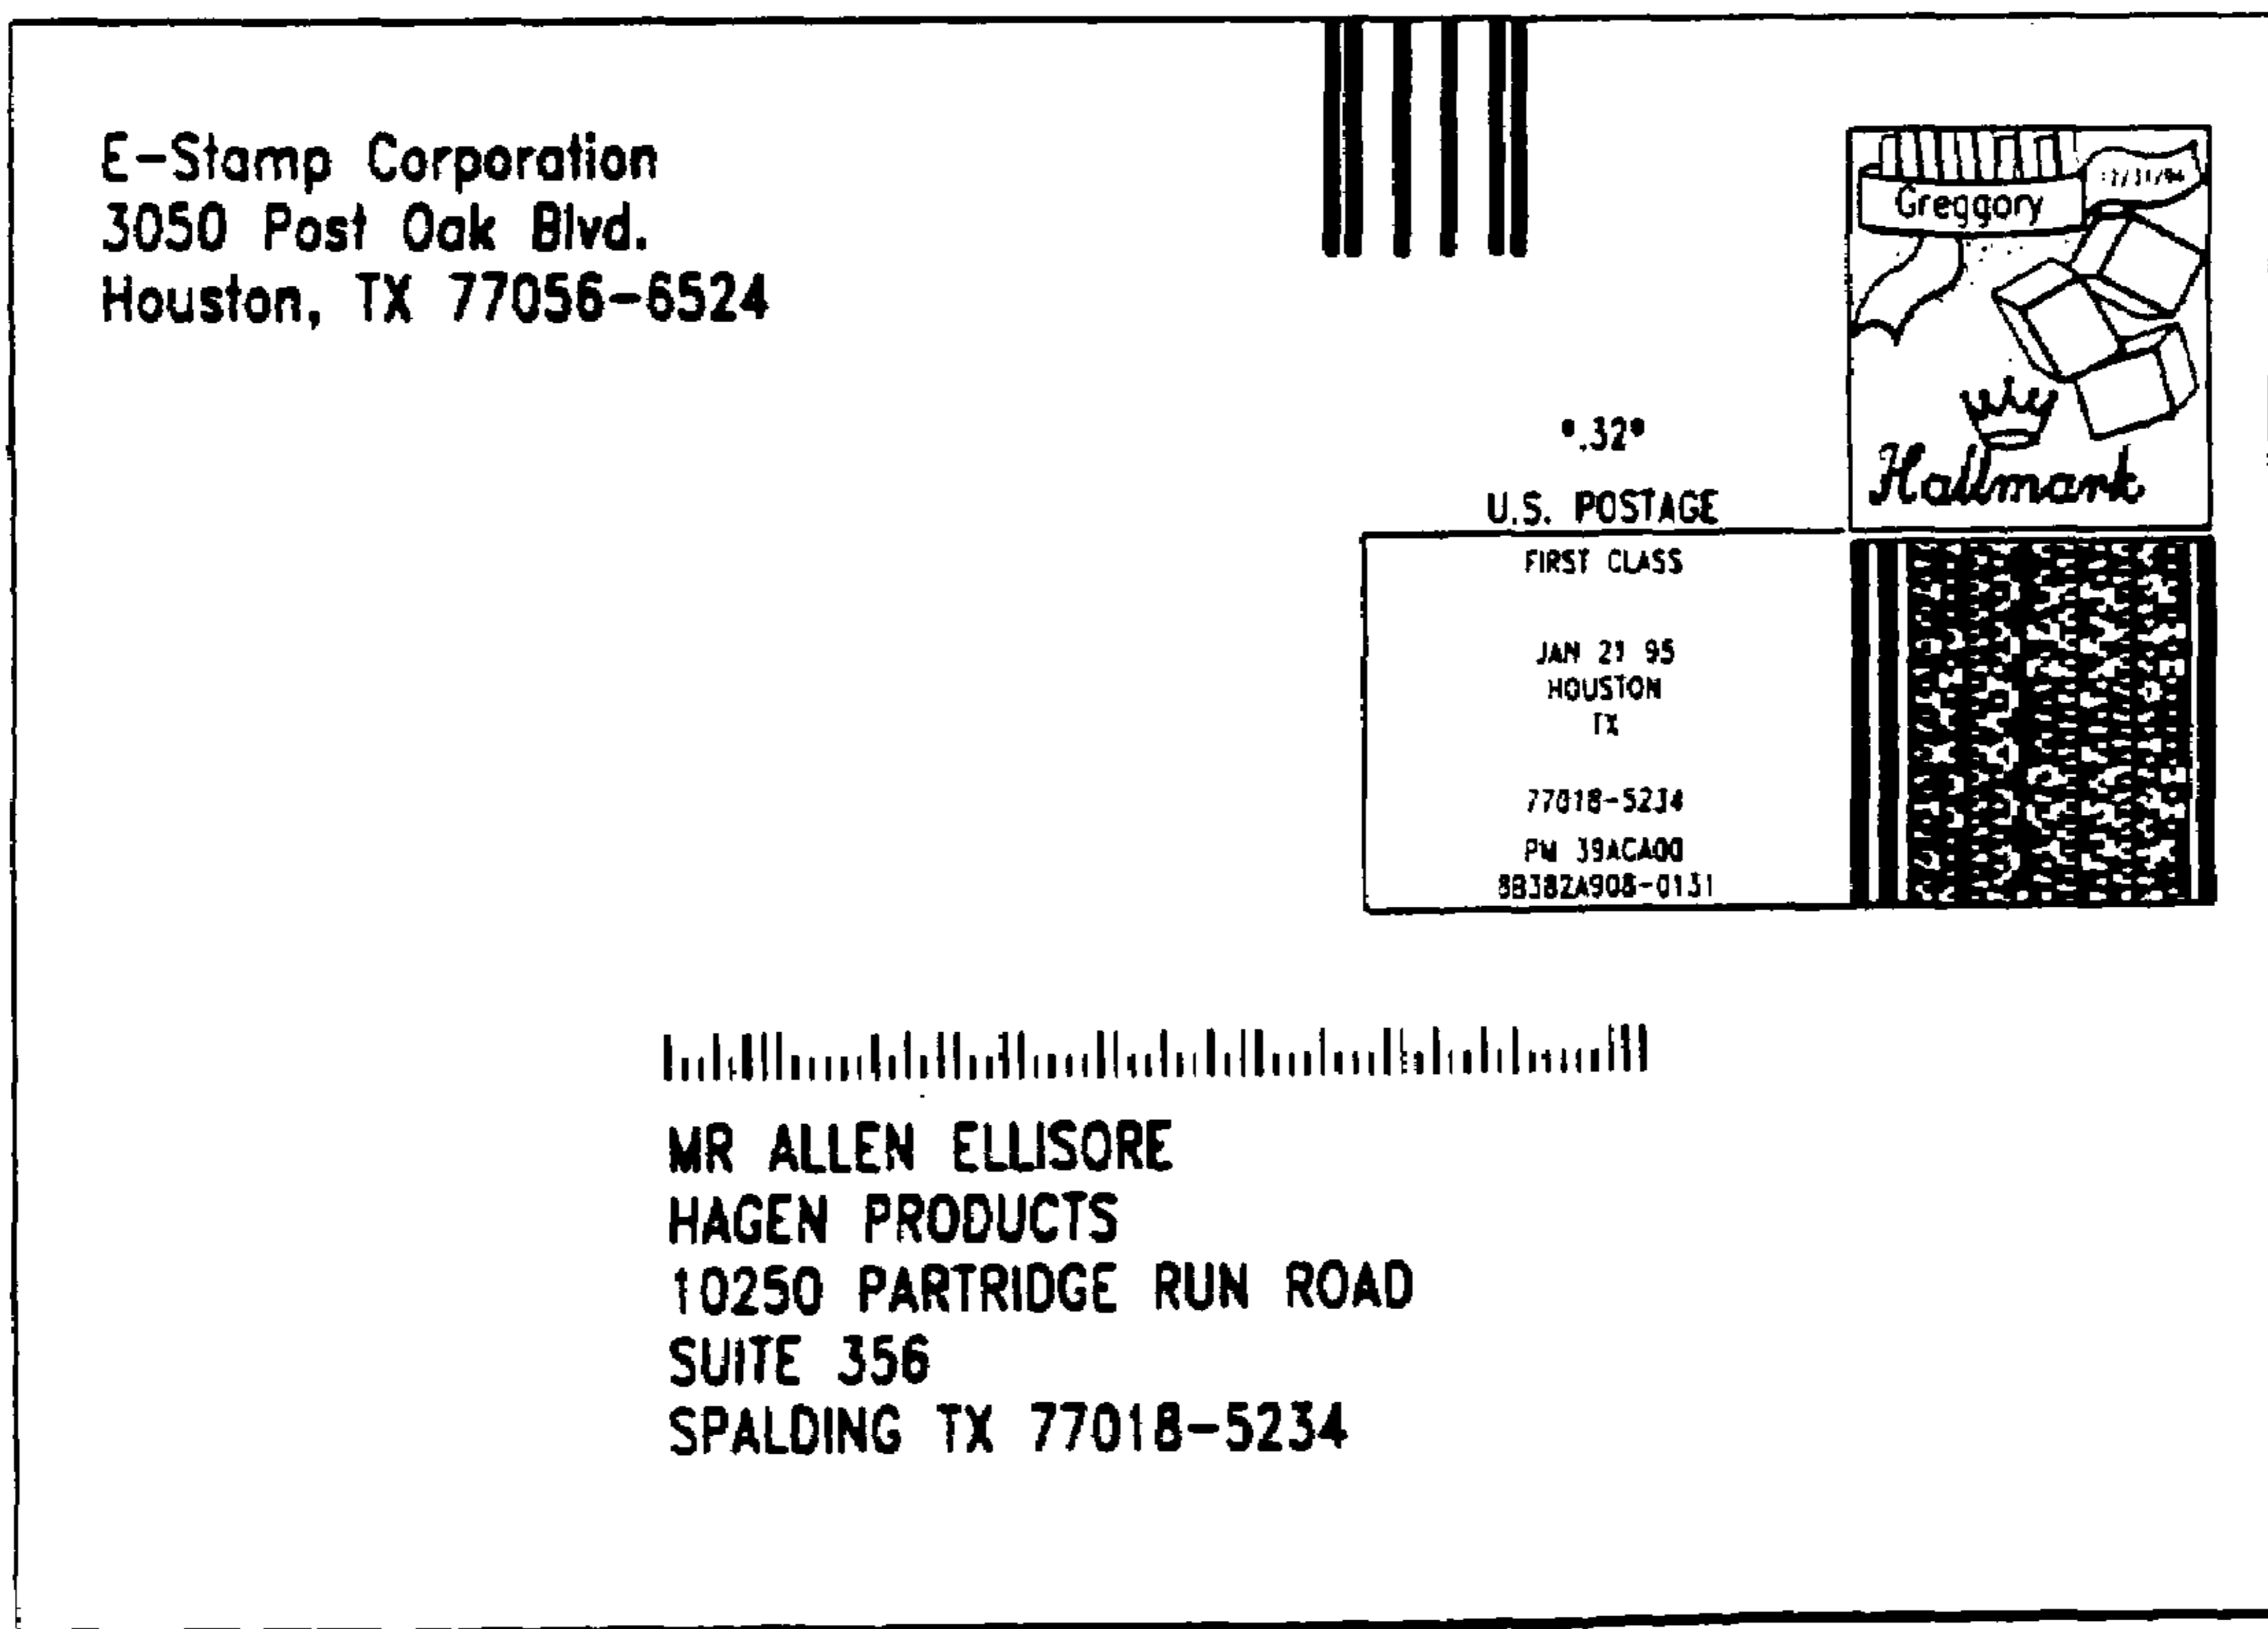 E-Stamp Corporation
3050 Post Oak Blvd.
Houston, TX 77056-6524
Greggory
Hallmark
.32
U.S. POSTAGE
FIRST CLASS
JAN 21 95
HOUSTON
TX
77018-5234
PM 39ACA00
8B382A908-0131
MR ALLEN ELLISORE
HAGEN PRODUCTS
10250 PARTRIDGE RUN ROAD
SUITE 356
SPALDING TX 77018-5234